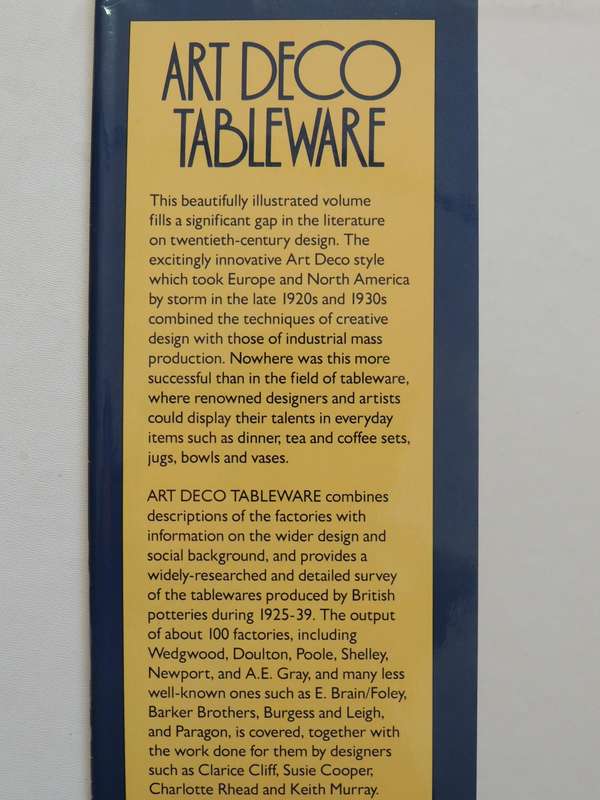 ART DECO
TABLEWARE
This beautifully illustrated volume
fills a significant gap in the literature
on twentieth-century design. The
excitingly innovative Art Deco style
which took Europe and North America
by storm in the late 1920s and 1930s
combined the techniques of creative
design with those of industrial mass
production. Nowhere was this more
successful than in the field of tableware,
where renowned designers and artists
could display their talents in everyday
items such as dinner, tea and coffee sets,
jugs, bowls and vases.
ART DECO TABLEWARE combines
descriptions of the factories with
information on the wider design and
social background, and provides a
widely-researched and detailed survey
of the tablewares produced by British
potteries during 1925-39. The output
of about 100 factories, including
Wedgwood, Doulton, Poole, Shelley,
Newport, and A.E. Gray, and many less
well-known ones such as E. Brain/Foley,
Barker Brothers, Burgess and Leigh,
and Paragon, is covered, together with
the work done for them by designers
such as Clarice Cliff, Susie Cooper,
Charlotte Rhead and Keith Murray.